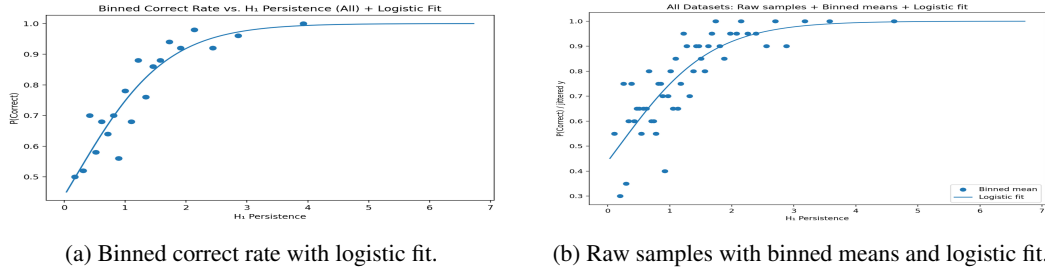 Binned Correct Rate vs. H₁ Persistence (All) + Logistic Fit
P(Correct)
1.0
0.9
0.8
0.7
0.6
0.5
0 1 2 3 4 5 6 7
H₁ Persistence
(a) Binned correct rate with logistic fit.
All Datasets: Raw samples + Binned means + Logistic fit
P(Correct) / jittered y
1.0
0.9
0.8
0.7
0.6
0.5
0.4
0.3
Binned mean
Logistic fit
0 1 2 3 4 5 6 7
H₁ Persistence
(b) Raw samples with binned means and logistic fit.